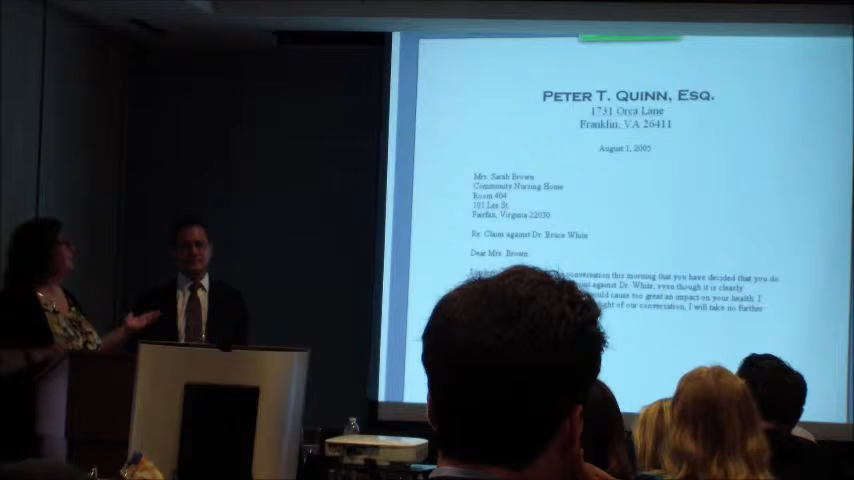 PETER T. QUINN, ESQ.
1731 Orca Lane
Franklin, VA 26411
August 1, 2005
Mrs. Sarah Brown
Community Nursing Home
Room 404
101 Lee St
Fairfax, Virginia 22030
Re: Claim against Dr. Bruce White
Dear Mrs. Brown:
conversation this morning that you have decided that you do
against Dr. White, even though it is clearly
would cause too great an impact on your health. I
light of our conversation, I will take no further